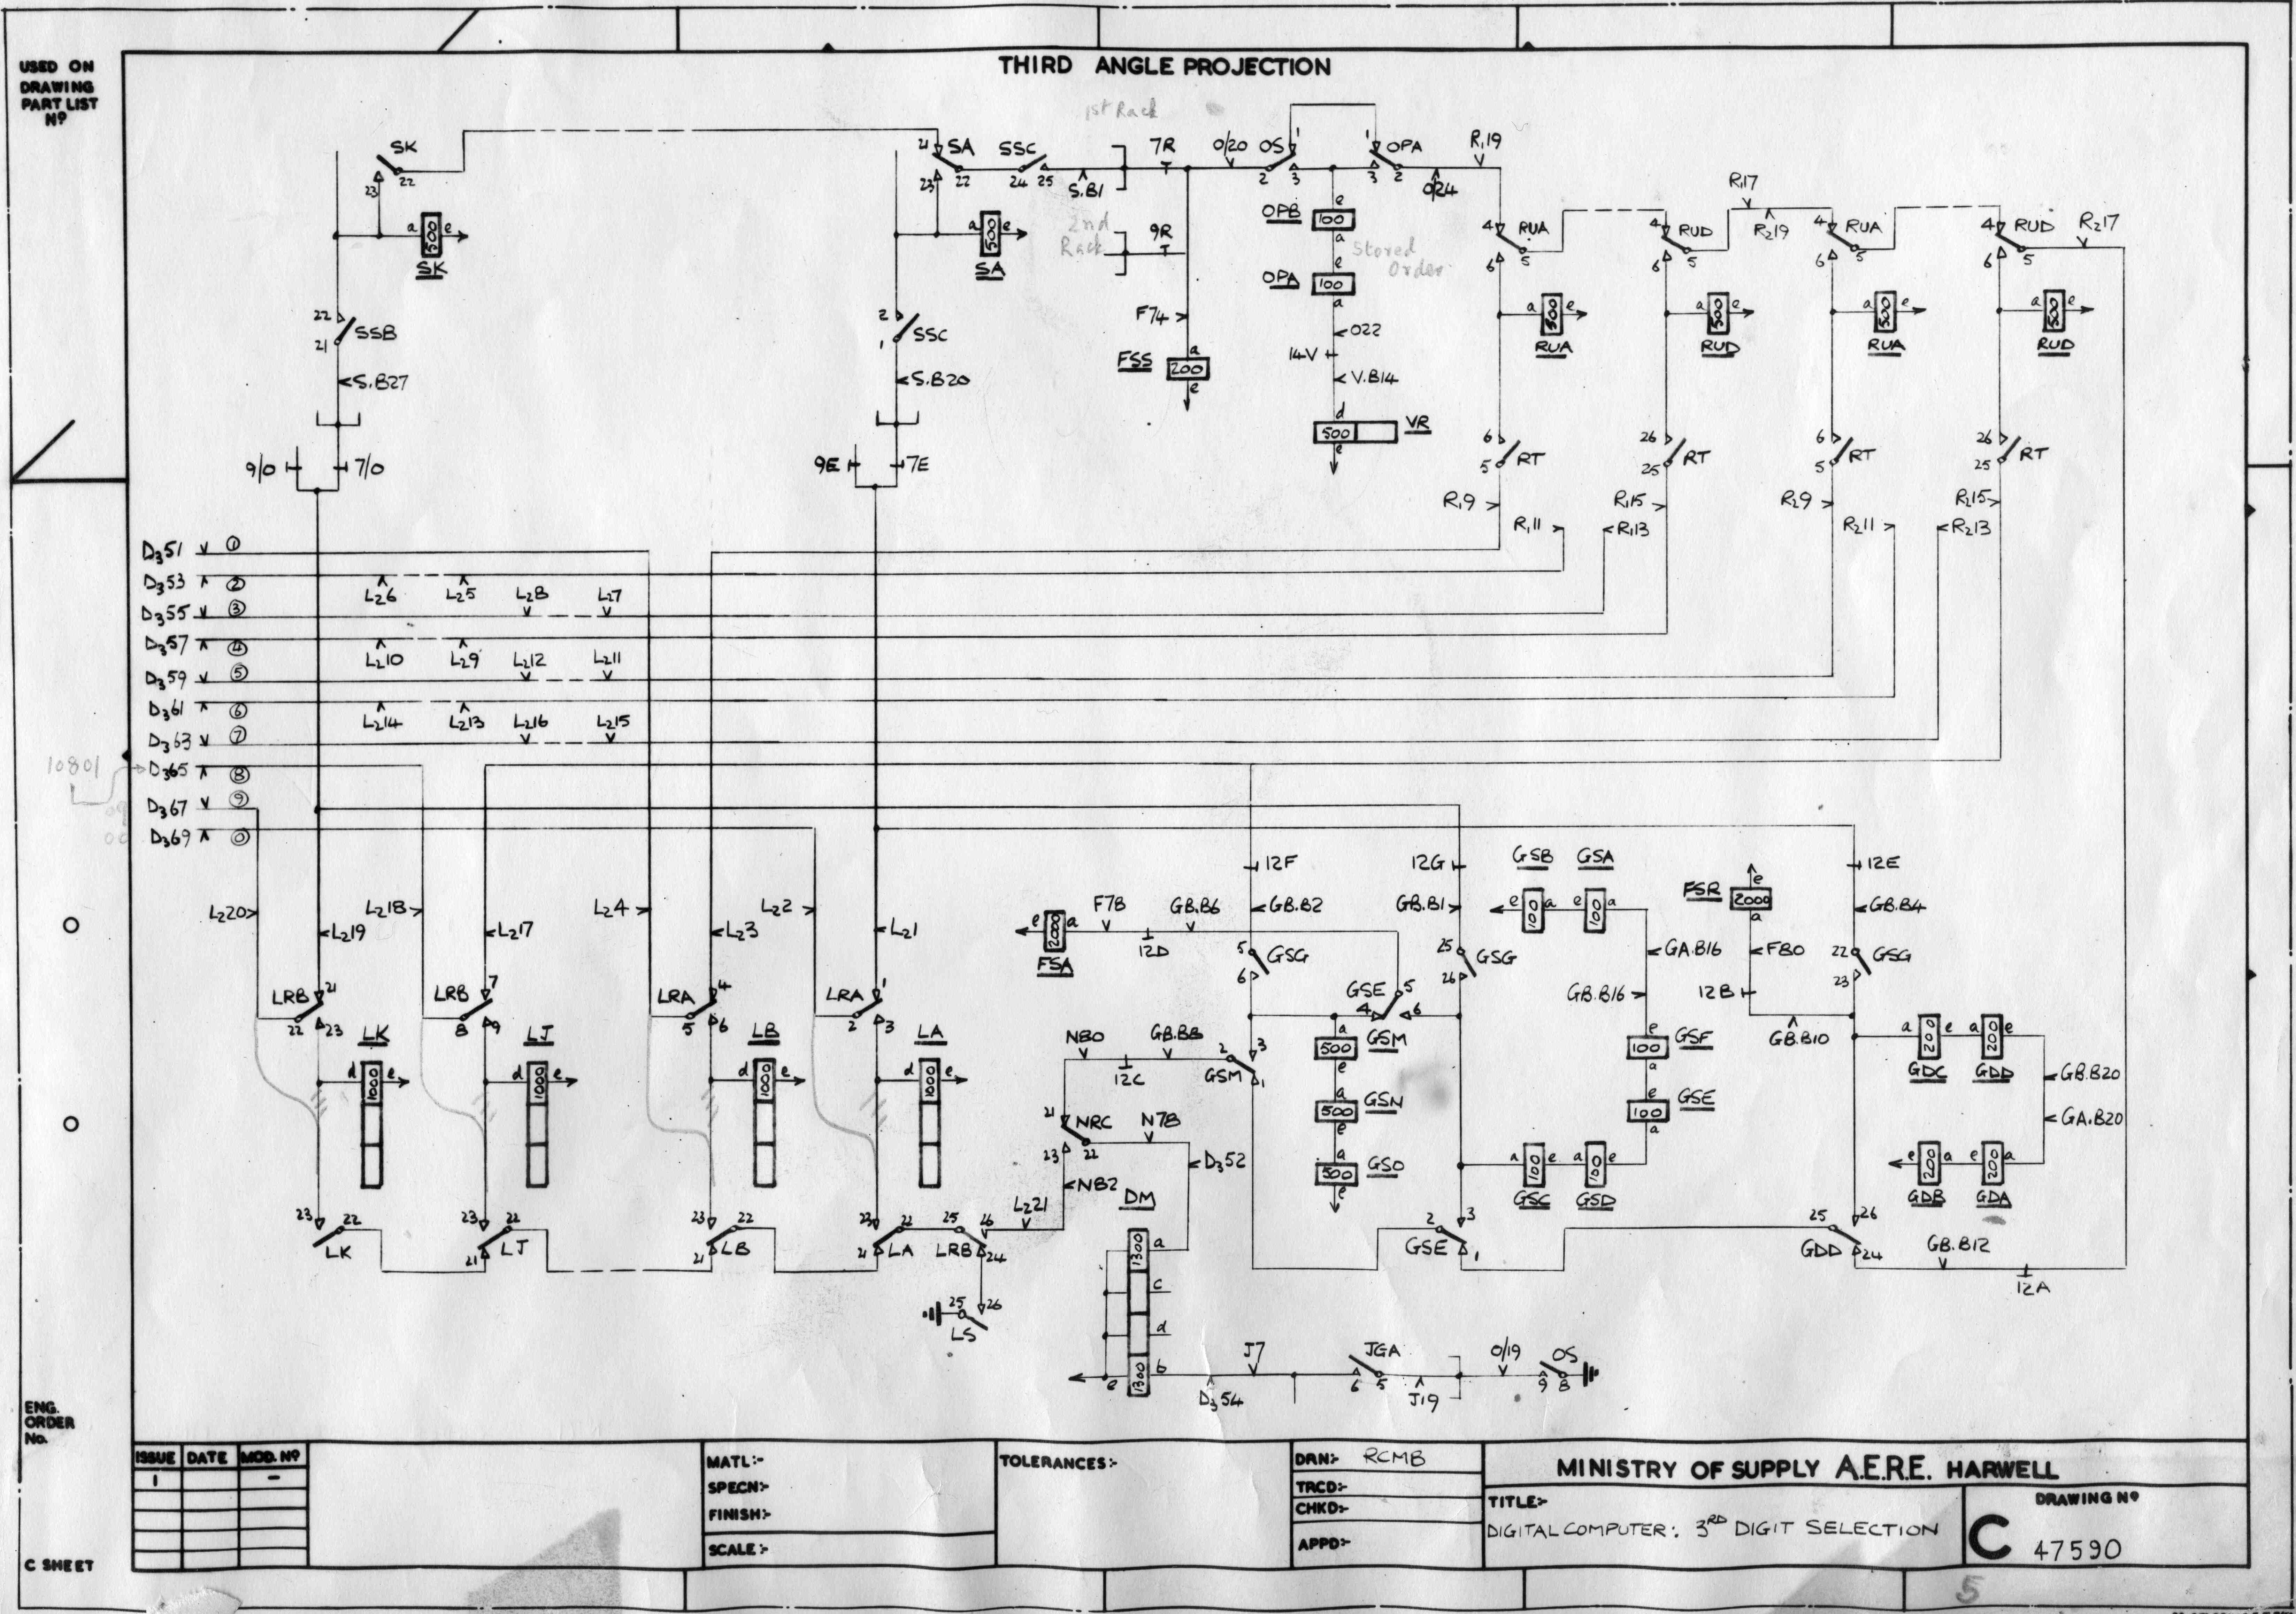 USED ON
DRAWING
PART LIST
Nº
THIRD ANGLE PROJECTION
1st Rack
SK
23 22
a 500 e
SK
21 SA SSC
23 22 24 25
S.B1
7R
O/20 OS 1
2 3
1 OPA
3 2
O24
R₁19
a 500 e
SA
2nd
Rack
9R
OPB
e
100
a
Stored
Order
OPA
e
100
a
4 RUA
6 5
R₁17
4 RUD
6 5
R₂19
4 RUA
6 5
4 RUD
6 5
R₂17
22
21 SSB
S.B27
2
1 SSC
S.B20
F74
FSS
a
200
e
O22
14V
V.B14
d
500
e
VR
a 500 e
RUA
a 500 e
RUD
a 500 e
RUA
a 500 e
RUD
9/0 7/0
9E 7E
6
5 RT
26
25 RT
6
5 RT
26
25 RT
R₁9 R₁11 R₁15 R₁13 R₂9 R₂11 R₂15 R₂13
D₃51 ①
D₃53 ② L₂6 L₂5 L₂8 L₂7
D₃55 ③
D₃57 ④ L₂10 L₂9 L₂12 L₂11
D₃59 ⑤
D₃61 ⑥ L₂14 L₂13 L₂16 L₂15
D₃63 ⑦
10801 D₃65 ⑧
09 D₃67 ⑨
00 D₃69 ⓪
12F 12G GSB GSA 12E
L₂20 L₂19 L₂18 L₂17 L₂4 L₂3 L₂2 L₂1
e 2000 a
FSA
F78 GB.B6
12D
GB.B2
GB.B1
e 100 a e 100 a
FSR
e
2000
a
GB.B4
5
6 GSG
25
26 GSG
GA.B16
F80
22
23 GSG
GSE 5
4 6
GB.B16
12B
GB.B10
LRB 21
22 23
LRB 7
8 9
LRA 4
5 6
LRA 1
2 3
LK LJ LB LA
d 1000 e
d 1000 e
d 1000 e
d 1000 e
N80 GB.B8
12C
2 3
GSM 1
a
500
e
GSM
a
500
e
GSN
a
500
e
GSO
e
100
a
GSF
e
100
a
GSE
a 200 e a 200 e
GDC GDD
GB.B20
GA.B20
21 NRC
23 22
N78
D₃52
N82
L₂21
DM
a 100 e a 100 e
GSC GSD
e 200 a e 200 a
GDB GDA
23 22
LK
23 22
21 LJ
23 22
21 LB
23 22
21 LA
25 26
LRB 24
2 3
GSE 1
25 26
GDD 24
GB.B12
12A
25 26
LS
1300 a
c
d
1300 b
e
D₃54
J7
JGA
6 5
J19
O/19
OS
9 8
ENG.
ORDER
No.
C SHEET
ISSUE DATE MOD. Nº
1 -
MATL:-
SPECN:-
FINISH:-
SCALE:-
TOLERANCES:-
DRN:- RCMB
TRCD:-
CHKD:-
APPD:-
MINISTRY OF SUPPLY A.E.R.E. HARWELL
TITLE:-
DIGITAL COMPUTER: 3RD DIGIT SELECTION
DRAWING Nº
C 47590
5